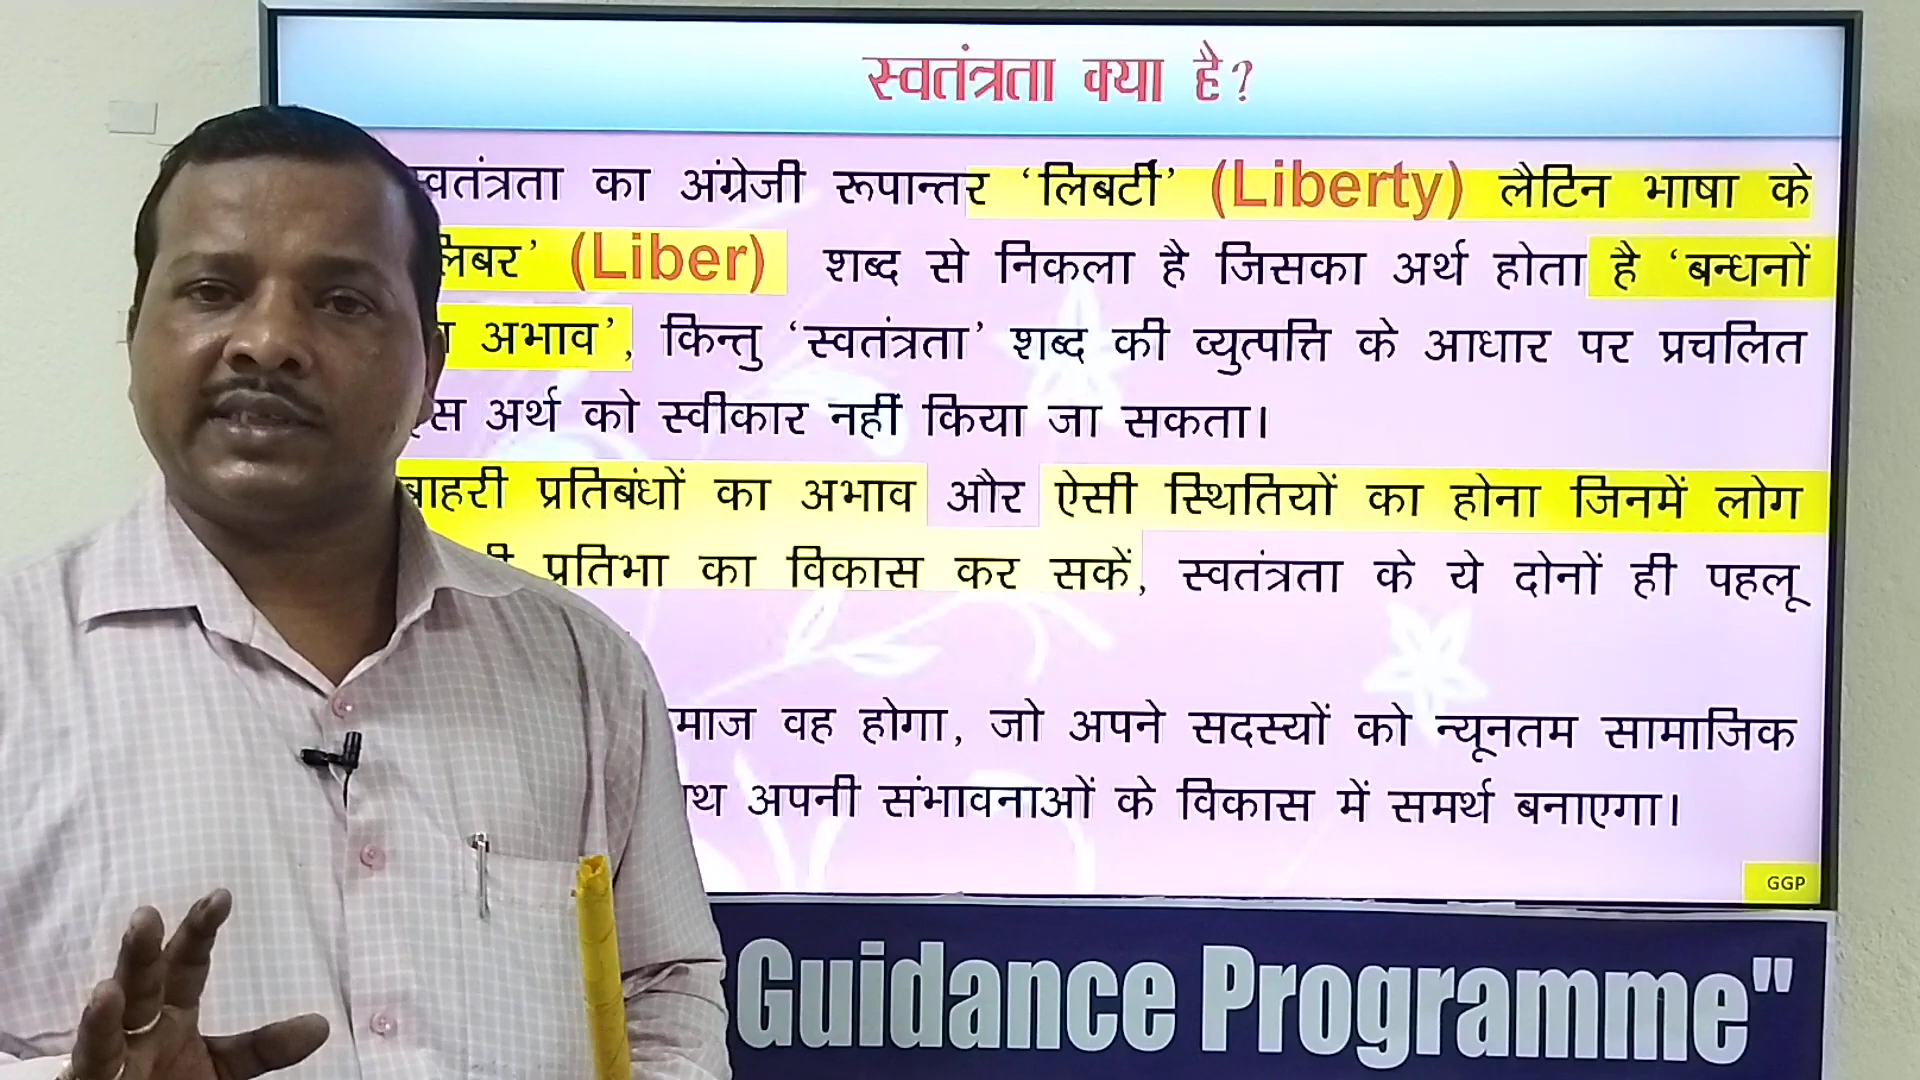 स्वतंत्रता क्या है?
स्वतंत्रता का अंग्रेजी रूपान्तर ‘लिबर्टी’ (Liberty) लैटिन भाषा के
लिबर’ (Liber) शब्द से निकला है जिसका अर्थ होता है ‘बन्धनों
अभाव’, किन्तु ‘स्वतंत्रता’ शब्द की व्युत्पत्ति के आधार पर प्रचलित
अर्थ को स्वीकार नहीं किया जा सकता।
बाहरी प्रतिबंधों का अभाव और ऐसी स्थितियों का होना जिनमें लोग
प्रतिभा का विकास कर सकें, स्वतंत्रता के ये दोनों ही पहलू
वह होगा, जो अपने सदस्यों को न्यूनतम सामाजिक
अपनी संभावनाओं के विकास में समर्थ बनाएगा।
GGP
Guidance Programme"